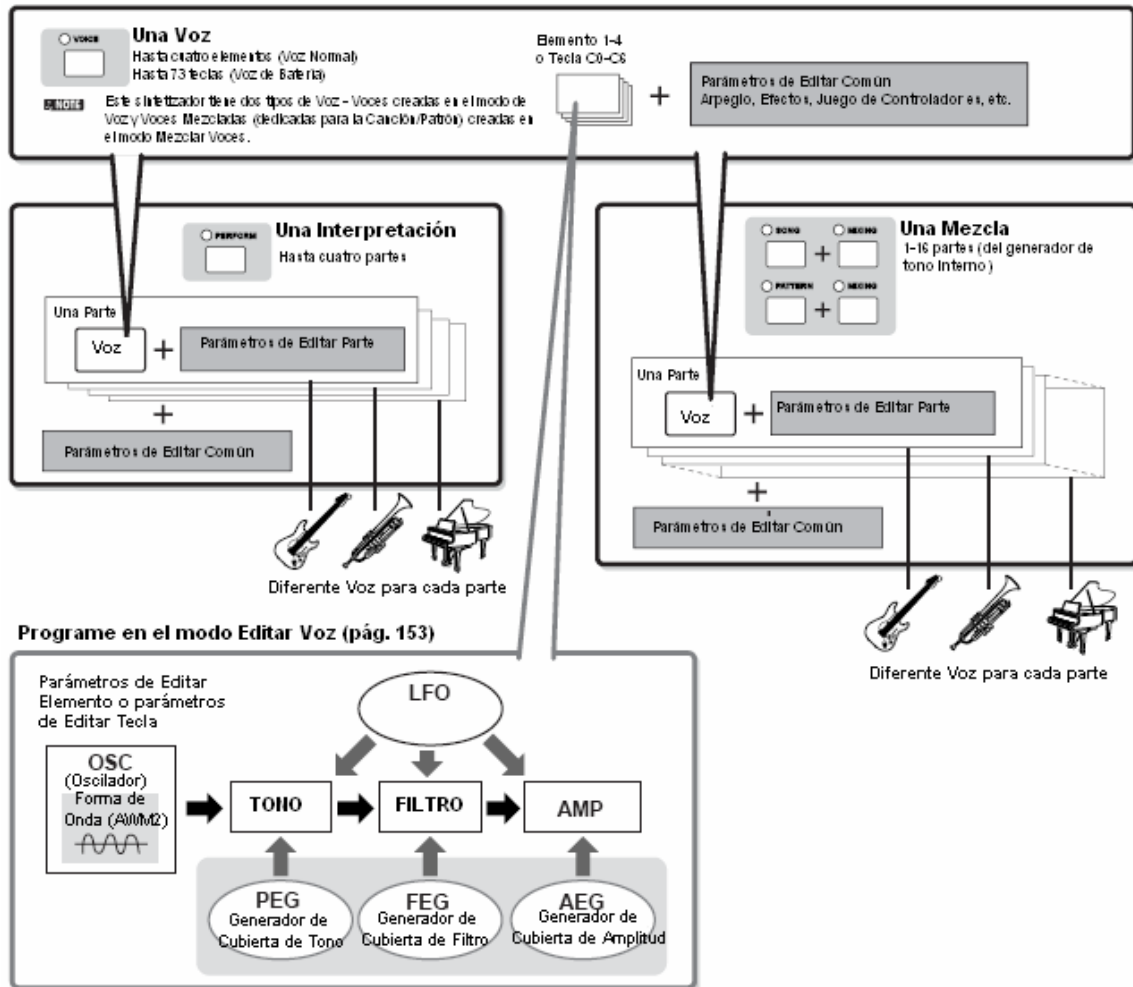 VOICE
Una Voz
Hasta cuatro elementos (Voz Normal)
Hasta 73 teclas (Voz de Batería)
NOTE
Este sintetizador tiene dos tipos de Voz – Voces creadas en el modo de
Voz y Voces Mezcladas (dedicadas para la Canción/Patrón) creadas en
el modo Mezclar Voces.
Elemento 1-4
o Tecla C0-C6
+
Parámetros de Editar Común
Arpegio, Efectos, Juego de Controladores, etc.
PERFORM
Una Interpretación
Hasta cuatro partes
Una Parte
Voz
+
Parámetros de Editar Parte
+
Parámetros de Editar Común
Diferente Voz para cada parte
SONG
+
MIXING
PATTERN
+
MIXING
Una Mezcla
1-16 partes (del generador de
tono interno)
Una Parte
Voz
+
Parámetros de Editar Parte
+
Parámetros de Editar Común
Diferente Voz para cada parte
Programe en el modo Editar Voz (pág. 153)
Parámetros de Editar
Elemento o parámetros
de Editar Tecla
LFO
OSC
(Oscilador)
Forma de
Onda (AWM2)
TONO
FILTRO
AMP
PEG
Generador de
Cubierta de Tono
FEG
Generador de
Cubierta de Filtro
AEG
Generador de
Cubierta de Amplitud